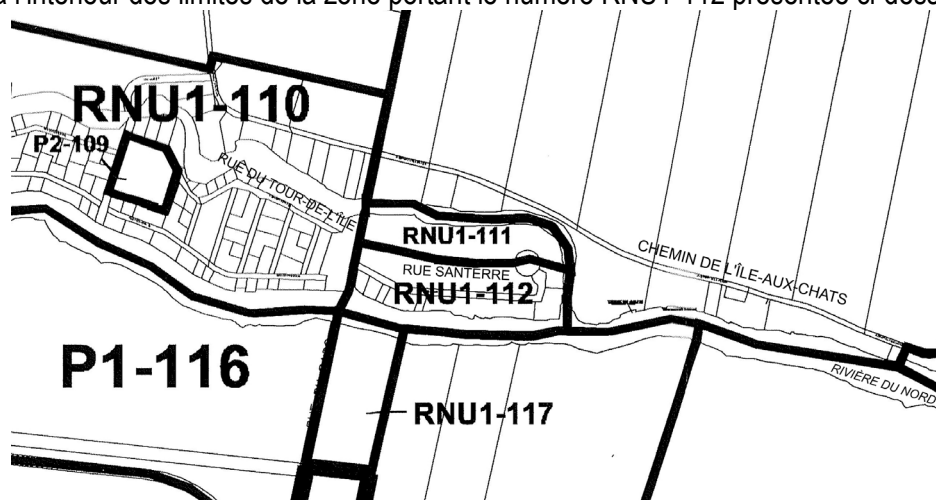 à l'intérieur des limites de la zone portant le numéro RNU1-112 présentée ci-dess
RNU1-110
P2-109
RUE DU TOUR-DE-L'ÎLE
RNU1-111
CHEMIN DE L'ÎLE-AUX-CHATS
RUE SANTERRE
RNU1-112
P1-116
RIVIÈRE DU NORD
RNU1-117